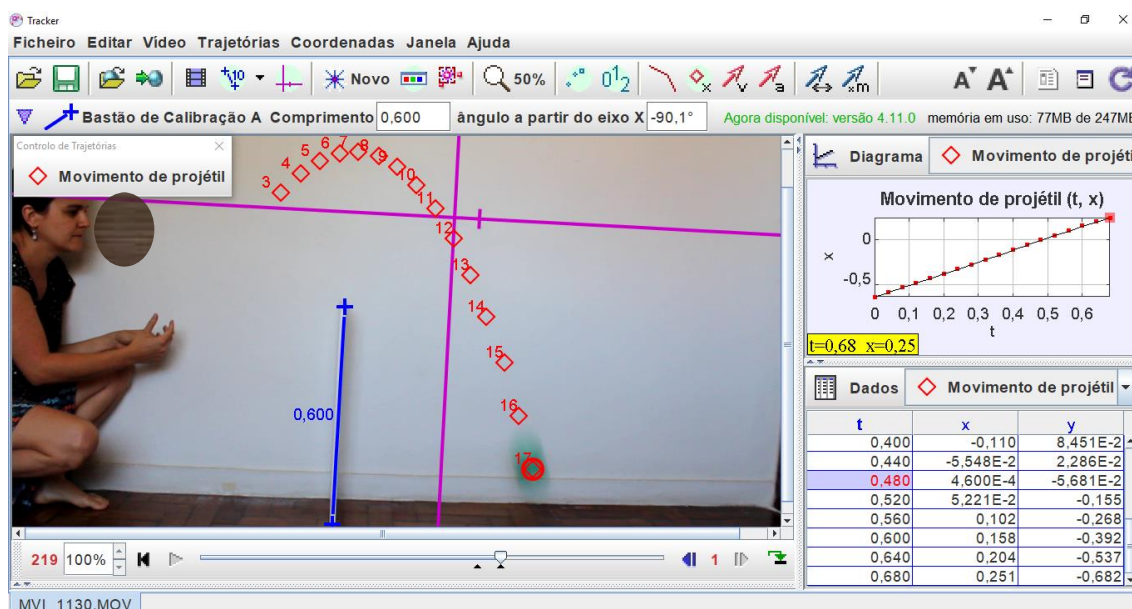 Tracker
Ficheiro Editar Vídeo Trajetórias Coordenadas Janela Ajuda
10 Novo 50% 0 1 2 x v a m A A
Bastão de Calibração A Comprimento 0,600 ângulo a partir do eixo X -90,1° Agora disponível: versão 4.11.0 memória em uso: 77MB de 247MB
Controlo de Trajetórias
Movimento de projétil
3
4
5
6
7
8
9
10
11
12
13
14
15
16
17
0,600
Diagrama Movimento de projéti
Movimento de projétil (t, x)
x
0
-0,5
0 0,1 0,2 0,3 0,4 0,5 0,6
t
t=0,68 x=0,25
Dados Movimento de projétil
t x y
0,400 -0,110 8,451E-2
0,440 -5,548E-2 2,286E-2
0,480 4,600E-4 -5,681E-2
0,520 5,221E-2 -0,155
0,560 0,102 -0,268
0,600 0,158 -0,392
0,640 0,204 -0,537
0,680 0,251 -0,682
219 100% 1
MVI_1130.MOV